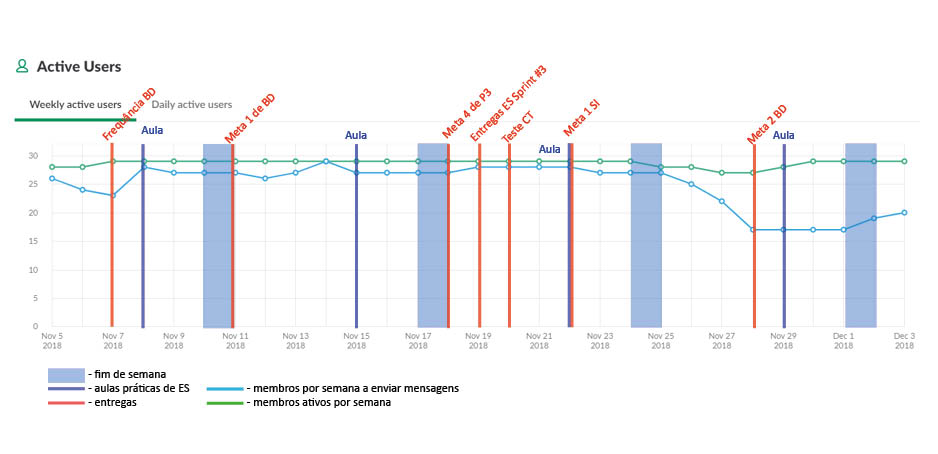 Active Users
Weekly active users
Daily active users
Frequência BD
Aula
Meta 1 de BD
Aula
Meta 4 de P3
Entregas ES Sprint #3
Teste CT
Aula
Meta 1 SI
Meta 2 BD
Aula
30
25
20
15
10
5
0
Nov 5 2018
Nov 7 2018
Nov 9 2018
Nov 11 2018
Nov 13 2018
Nov 15 2018
Nov 17 2018
Nov 19 2018
Nov 21 2018
Nov 23 2018
Nov 25 2018
Nov 27 2018
Nov 29 2018
Dec 1 2018
Dec 3 2018
- fim de semana
- aulas práticas de ES
- entregas
- membros por semana a enviar mensagens
- membros ativos por semana